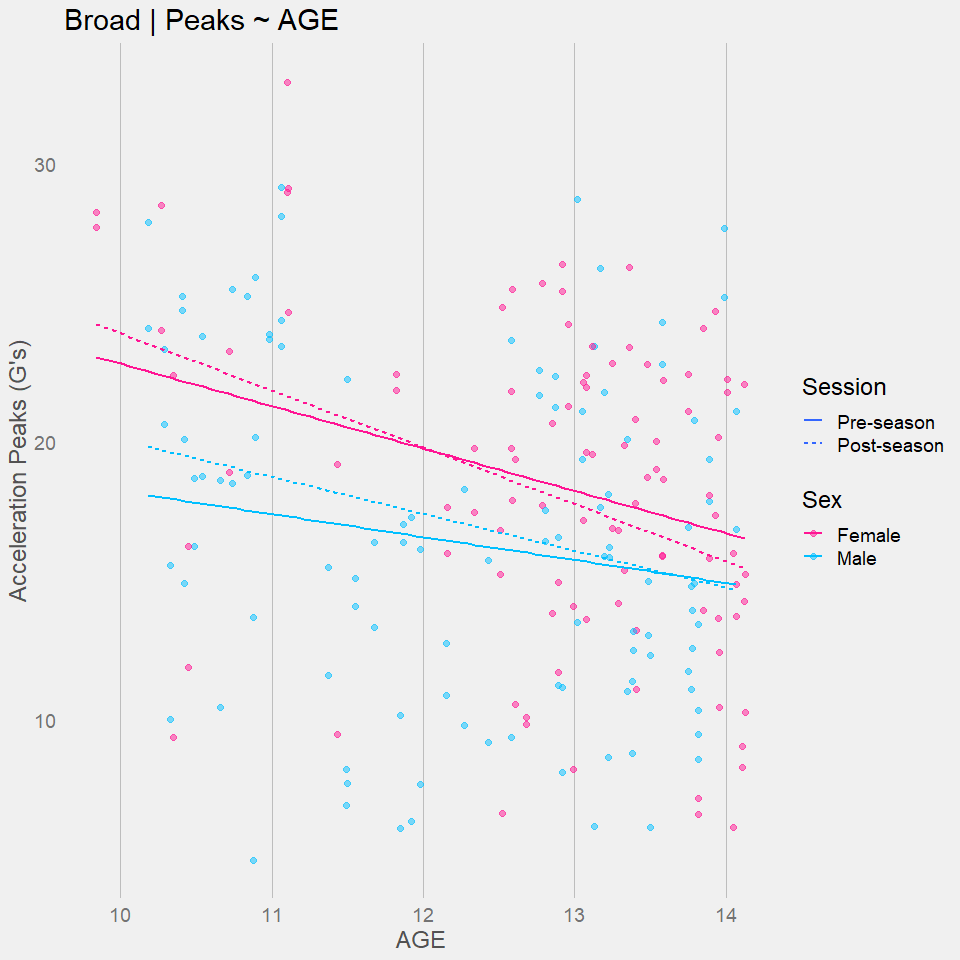 Broad | Peaks ~ AGE
Acceleration Peaks (G's)
30
20
10
10 11 12 13 14
AGE
Session
Pre-season
Post-season
Sex
Female
Male